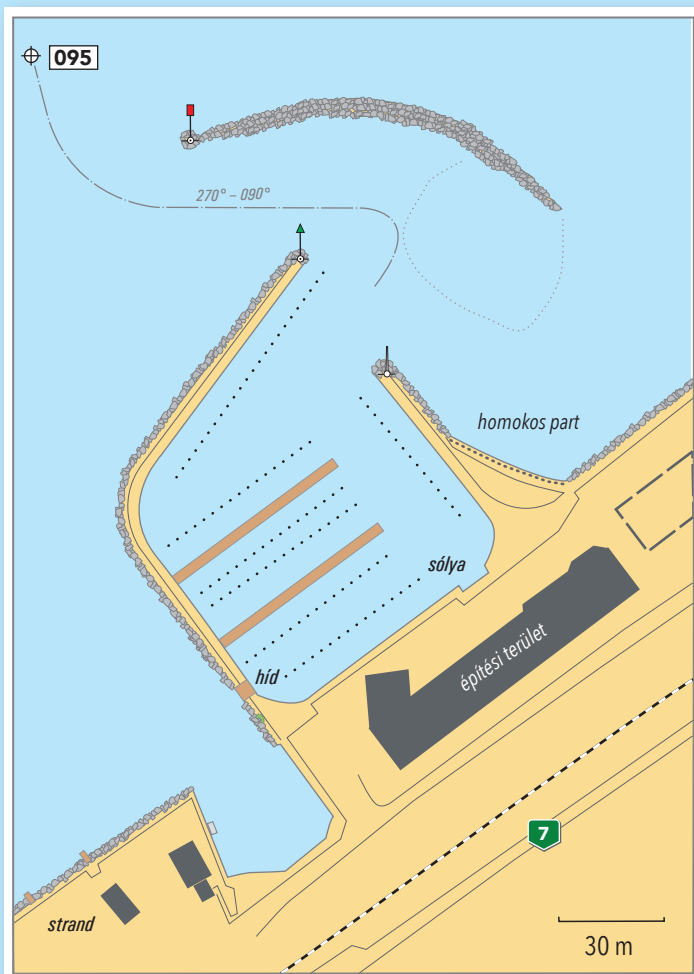 095
270° – 090°
homokos part
sólya
építési terület
híd
7
strand
30 m